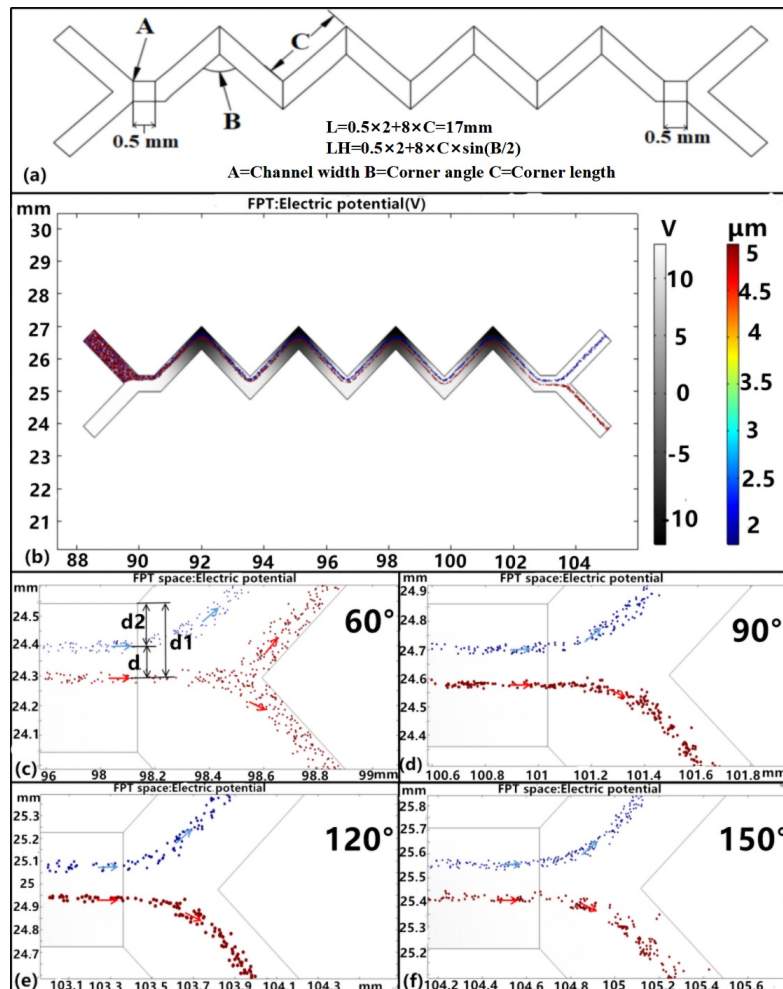 A
C
B
0.5 mm
0.5 mm
L=0.5×2+8×C=17mm
LH=0.5×2+8×C×sin(B/2)
A=Channel width B=Corner angle C=Corner length
(a)
mm
FPT:Electric potential(V)
30
29
28
27
26
25
24
23
22
21
88 90 92 94 96 98 100 102 104
(b)
V
10
5
0
-5
-10
μm
5
4.5
4
3.5
3
2.5
2
FPT space:Electric potential
mm
24.5
24.4
24.3
24.2
24.1
d2
d1
d
60°
(c)
96 98 98.2 98.4 98.6 98.8 99mm
FPT space:Electric potential
24.9
24.8
24.7
24.6
24.5
24.4
mm
90°
(d)
100.6 100.8 101 101.2 101.4 101.6 101.8 mm
FPT space:Electric potential
mm
25.3
25.2
25.1
25
24.9
24.8
24.7
120°
(e)
103.1 103.3 103.5 103.7 103.9 104.1 104.3 mm
FPT space:Electric potential
mm
25.8
25.7
25.6
25.5
25.4
25.3
25.2
150°
(f)
104.2 104.4 104.6 104.8 105 105.2 105.4 105.6 mm